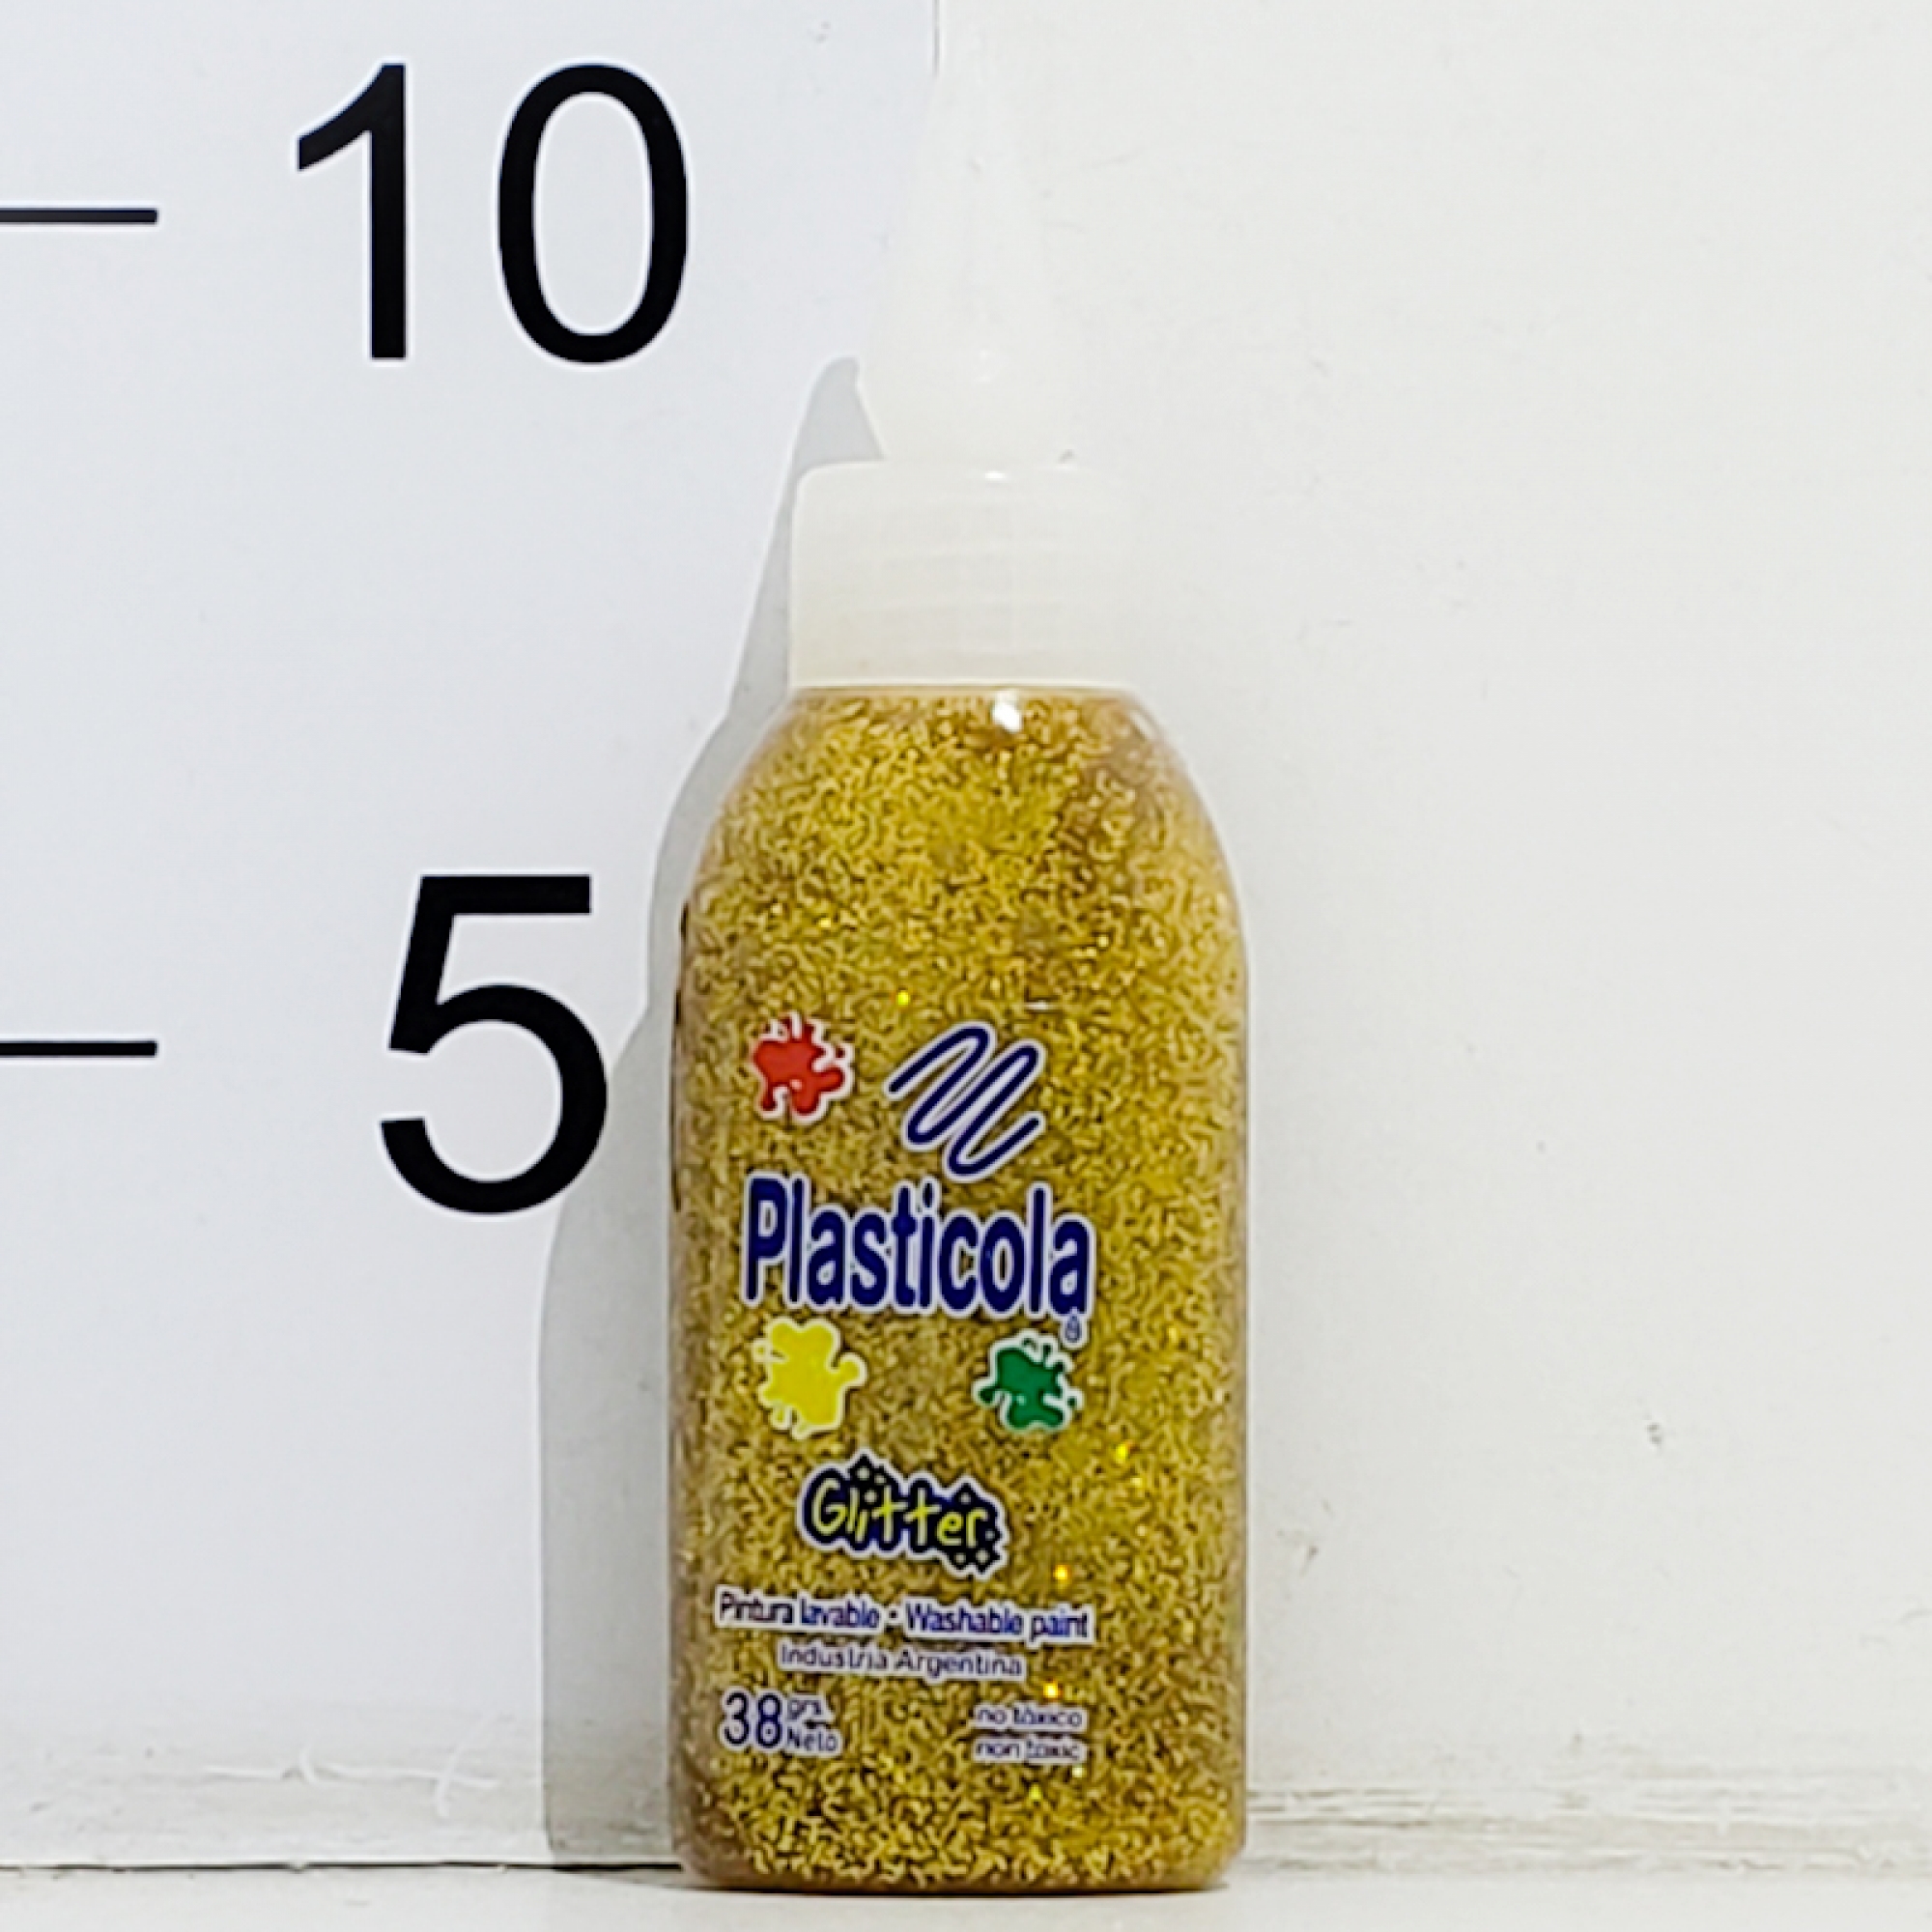 10
5
Plasticola
®
Glitter
Pintura lavable • Washable paint
Industria Argentina
38 grs. Neto
no tóxico
non toxic